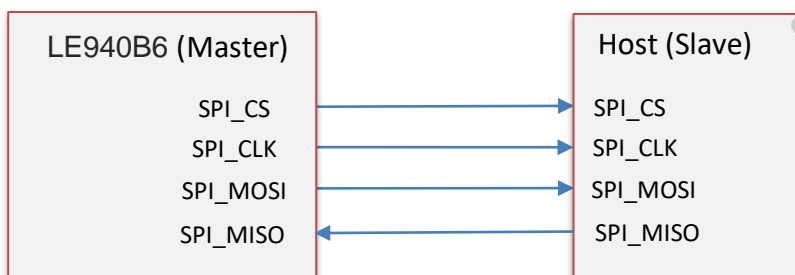 LE940B6 (Master)
SPI_CS
SPI_CLK
SPI_MOSI
SPI_MISO
Host (Slave)
SPI_CS
SPI_CLK
SPI_MOSI
SPI_MISO